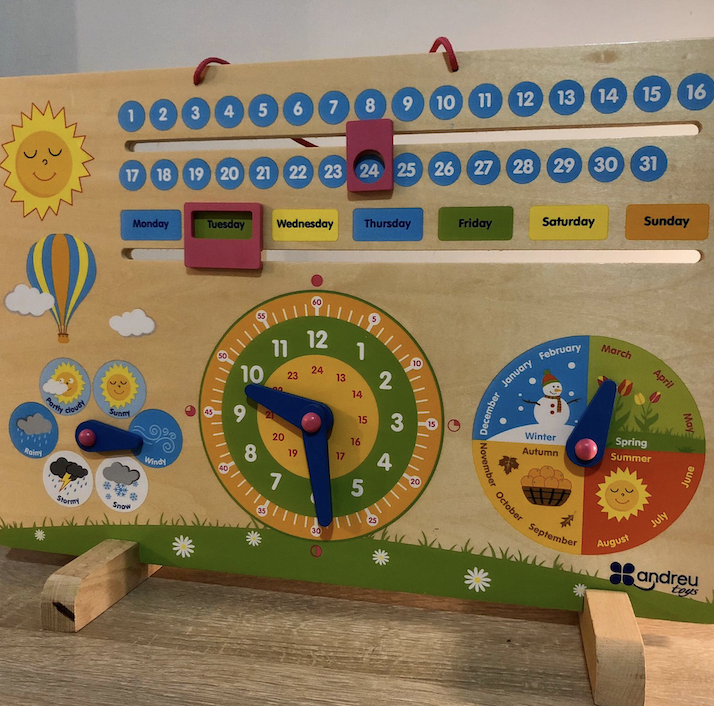 1 2 3 4 5 6 7 8 9 10 11 12 13 14 15 16
17 18 19 20 21 22 23 24 25 26 27 28 29 30 31
Monday Tuesday Wednesday Thursday Friday Saturday Sunday
Partly cloudy
Sunny
Rainy
Windy
Stormy
Snow
60
5
10
15
20
25
30
35
40
45
50
55
12
1
2
3
4
5
7
8
9
10
11
24
13
14
15
16
17
19
20
21
22
23
December
January
February
March
April
May
June
July
August
September
October
November
Winter
Spring
Autumn
Summer
andreu
toys